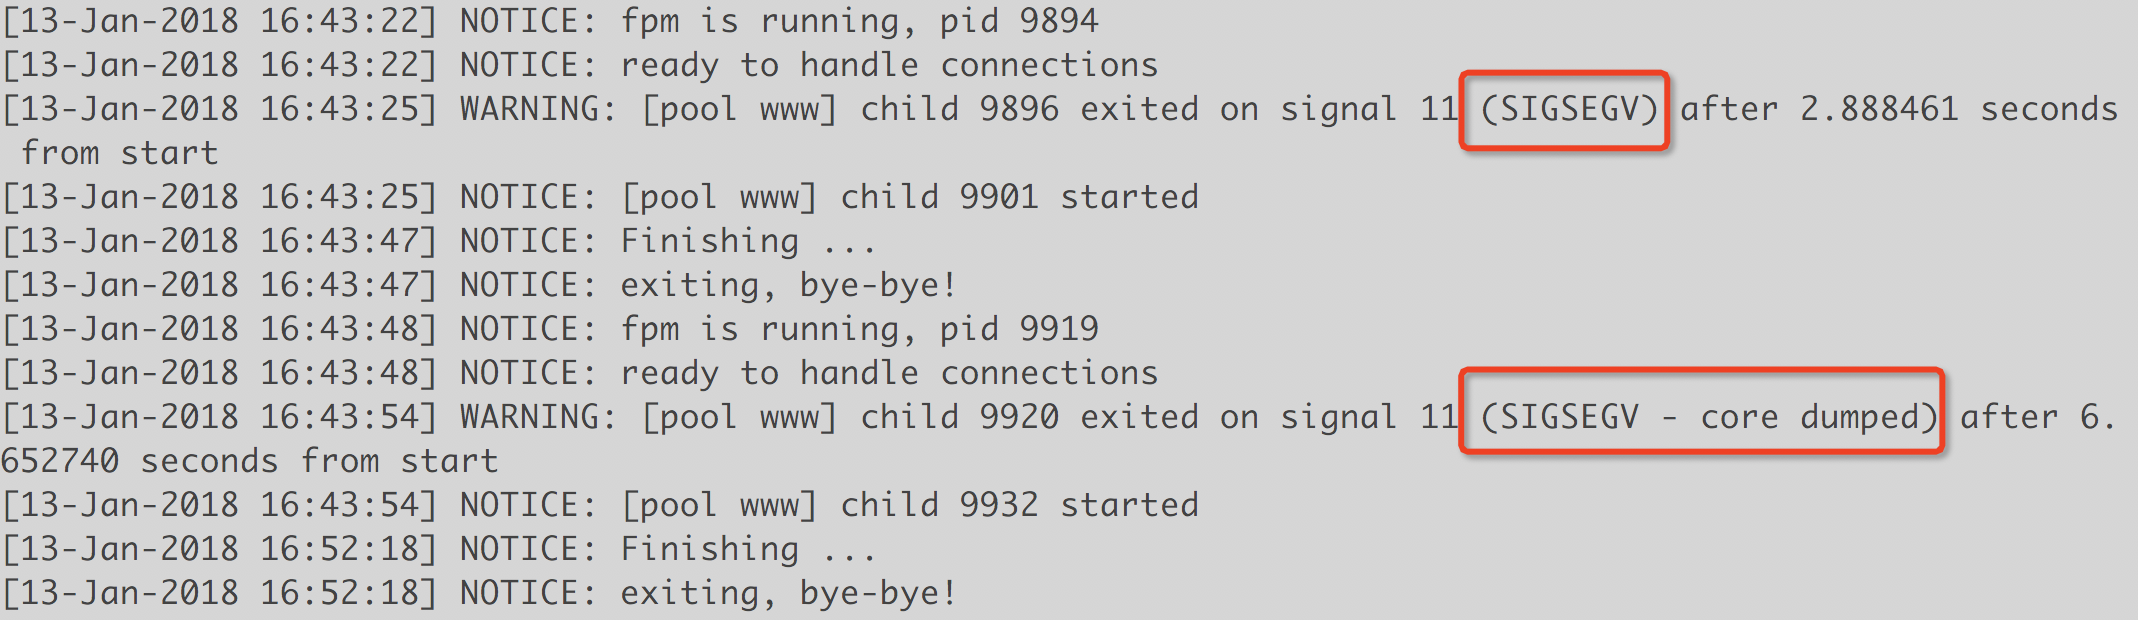 [13-Jan-2018 16:43:22] NOTICE: fpm is running, pid 9894
[13-Jan-2018 16:43:22] NOTICE: ready to handle connections
[13-Jan-2018 16:43:25] WARNING: [pool www] child 9896 exited on signal 11 (SIGSEGV) after 2.888461 seconds
from start
[13-Jan-2018 16:43:25] NOTICE: [pool www] child 9901 started
[13-Jan-2018 16:43:47] NOTICE: Finishing ...
[13-Jan-2018 16:43:47] NOTICE: exiting, bye-bye!
[13-Jan-2018 16:43:48] NOTICE: fpm is running, pid 9919
[13-Jan-2018 16:43:48] NOTICE: ready to handle connections
[13-Jan-2018 16:43:54] WARNING: [pool www] child 9920 exited on signal 11 (SIGSEGV - core dumped) after 6.
652740 seconds from start
[13-Jan-2018 16:43:54] NOTICE: [pool www] child 9932 started
[13-Jan-2018 16:52:18] NOTICE: Finishing ...
[13-Jan-2018 16:52:18] NOTICE: exiting, bye-bye!